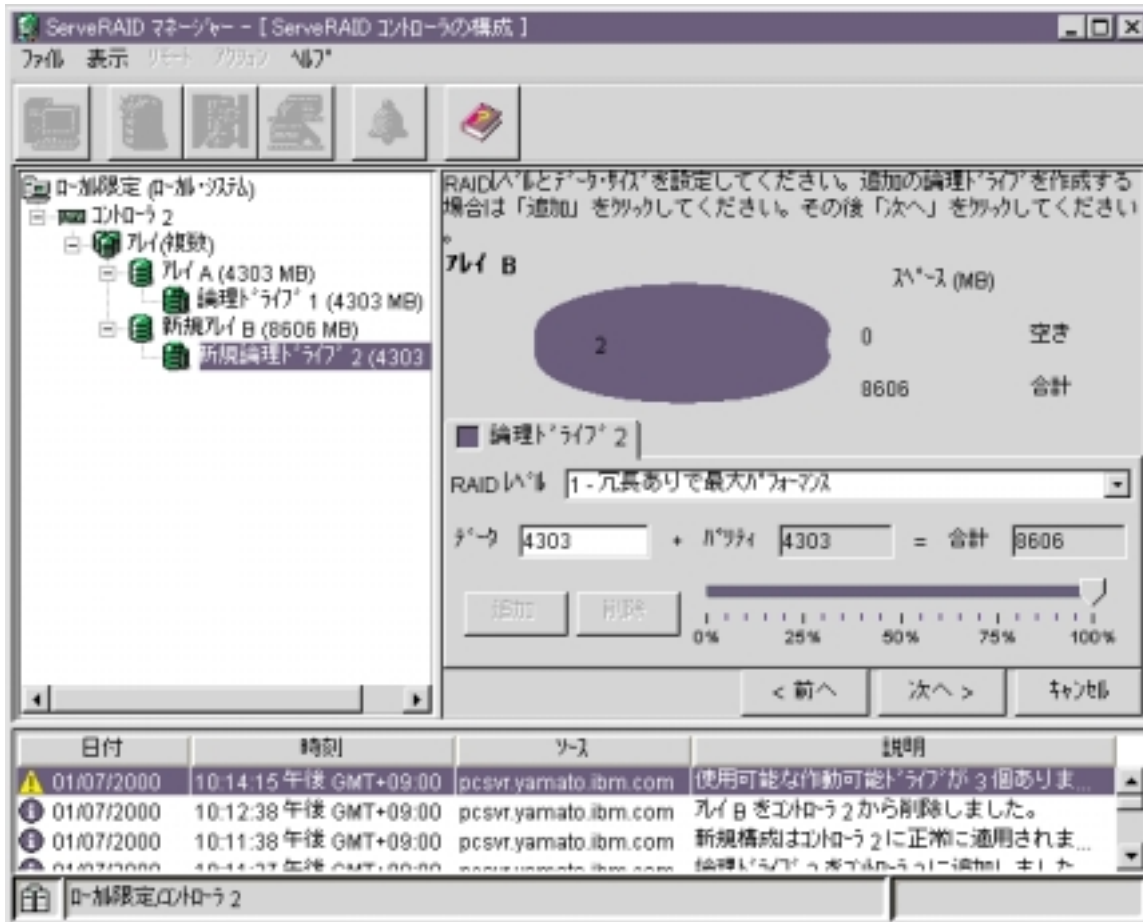 ServeRAID マネージャー - [ ServeRAID コントローラの構成 ]
ファイル 表示 リモート アクション ヘルプ
ローカル限定 (ローカル・システム)
コントローラ 2
アレイ(複数)
アレイ A (4303 MB)
論理ドライブ 1 (4303 MB)
新規アレイ B (8606 MB)
新規論理ドライブ 2 (4303
RAIDレベルとデータ・サイズを設定してください。追加の論理ドライブを作成する
場合は「追加」をクリックしてください。その後「次へ」をクリックしてください
。
アレイ B
スペース (MB)
2
0 空き
8606 合計
論理ドライブ 2
RAID レベル 1 - 冗長ありで最大パフォーマンス
データ 4303 + パリティ 4303 = 合計 8606
追加 削除
0% 25% 50% 75% 100%
< 前へ 次へ > キャンセル
日付 時刻 ソース 説明
01/07/2000 10:14:15 午後 GMT+09:00 pcsvr.yamato.ibm.com 使用可能な作動可能ドライブが 3 個ありま...
01/07/2000 10:12:38 午後 GMT+09:00 pcsvr.yamato.ibm.com アレイ B をコントローラ 2 から削除しました。
01/07/2000 10:11:38 午後 GMT+09:00 pcsvr.yamato.ibm.com 新規構成はコントローラ 2 に正常に適用されま...
ローカル限定/コントローラ 2